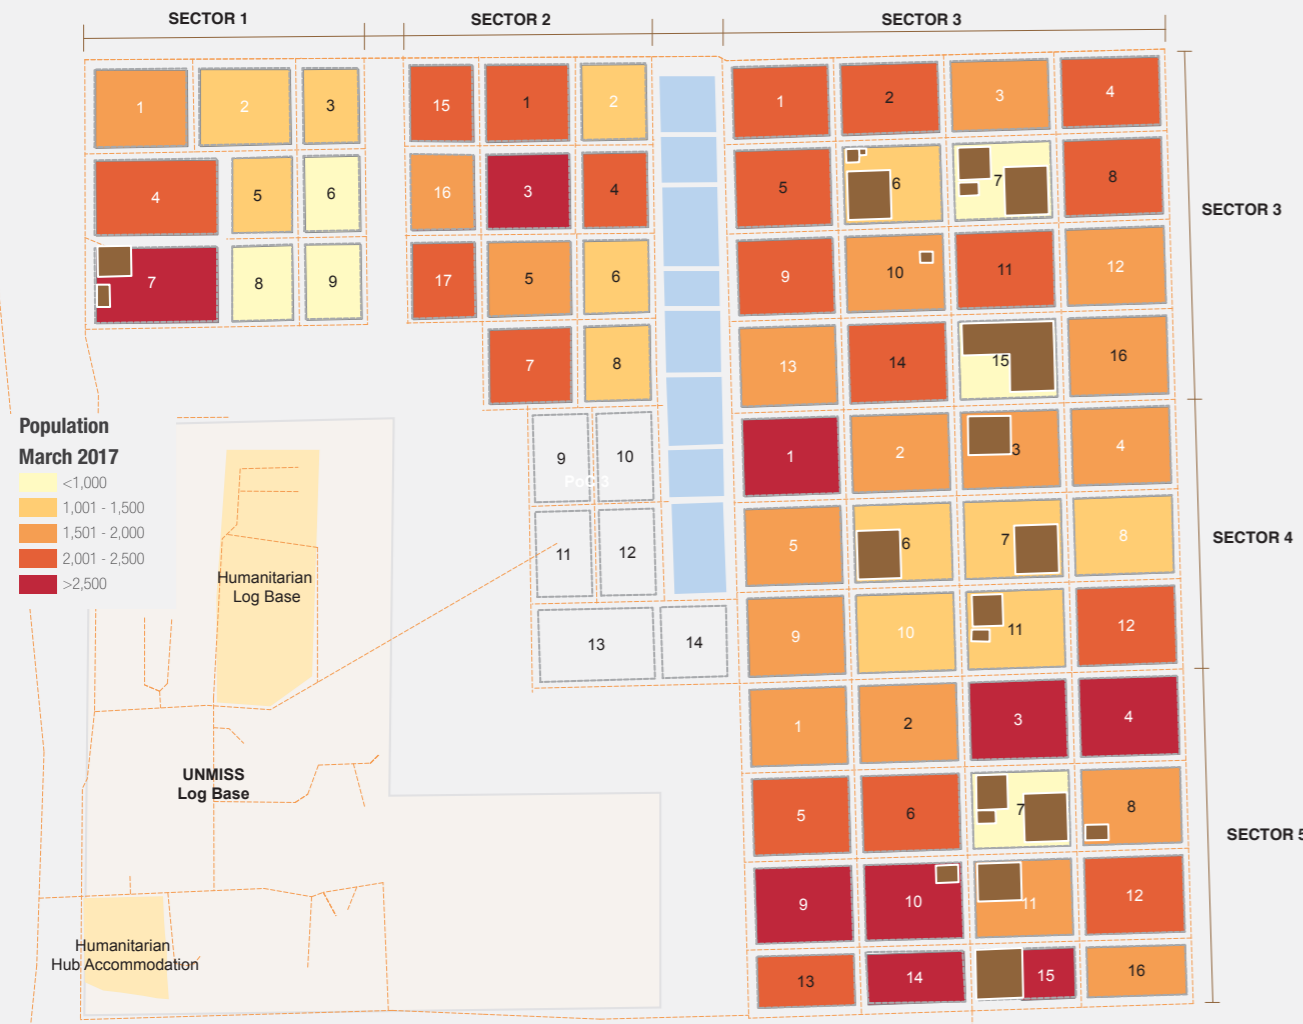 SECTOR 1
SECTOR 2
SECTOR 3
1 2 3
15 1 2
1 2 3 4
4 5 6
16 3 4
5 6 7 8
SECTOR 3
7 8 9
17 5 6
9 10 11 12
7 8
13 14 15 16
Population
March 2017
<1,000
1,001 - 1,500
1,501 - 2,000
2,001 - 2,500
>2,500
9 10
PoC 3
1 2 3 4
11 12
5 6 7 8
SECTOR 4
Humanitarian
Log Base
13 14
9 10 11 12
1 2 3 4
UNMISS
Log Base
5 6 7 8
SECTOR 5
9 10 11 12
Humanitarian
Hub Accommodation
13 14 15 16